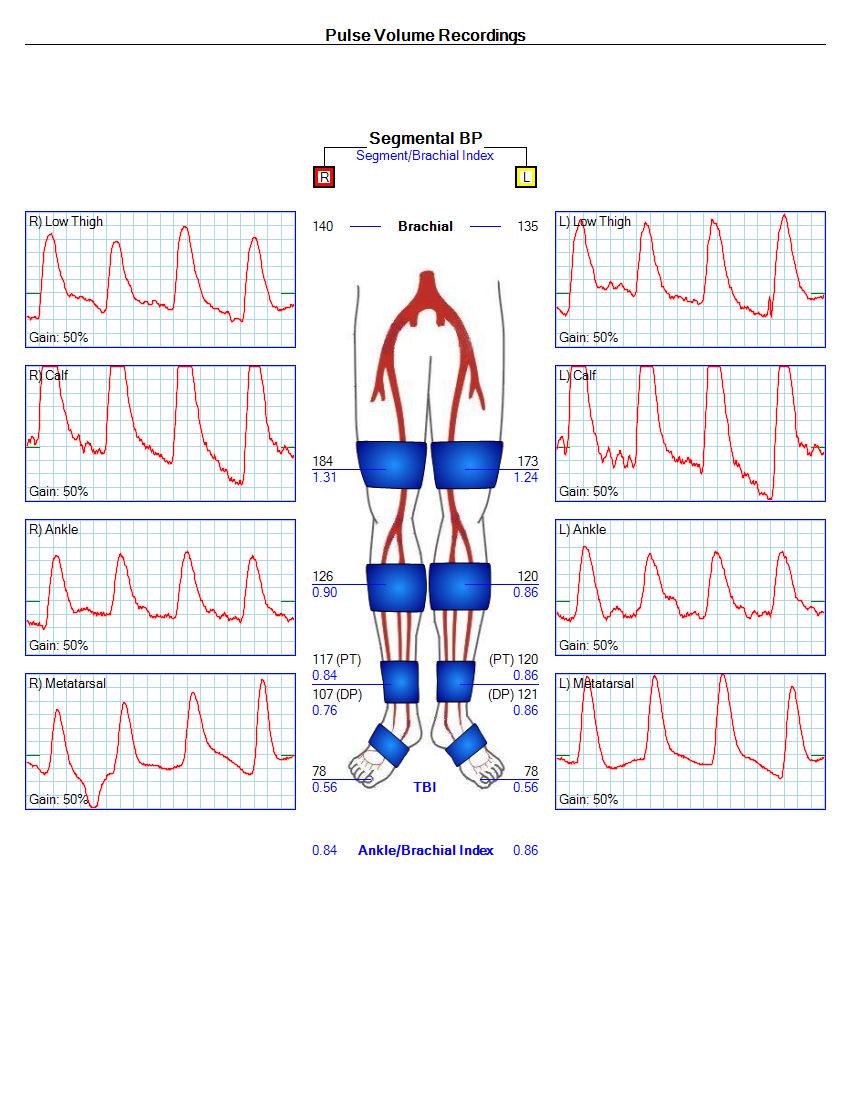 Pulse Volume Recordings
Segmental BP
Segment/Brachial Index
R L
140 Brachial 135
R) Low Thigh
Gain: 50%
L) Low Thigh
Gain: 50%
R) Calf
Gain: 50%
L) Calf
Gain: 50%
184 173
1.31 1.24
R) Ankle
Gain: 50%
L) Ankle
Gain: 50%
126 120
0.90 0.86
117 (PT) (PT) 120
0.84 0.86
107 (DP) (DP) 121
0.76 0.86
R) Metatarsal
Gain: 50%
L) Metatarsal
Gain: 50%
78 78
0.56 TBI 0.56
0.84 Ankle/Brachial Index 0.86